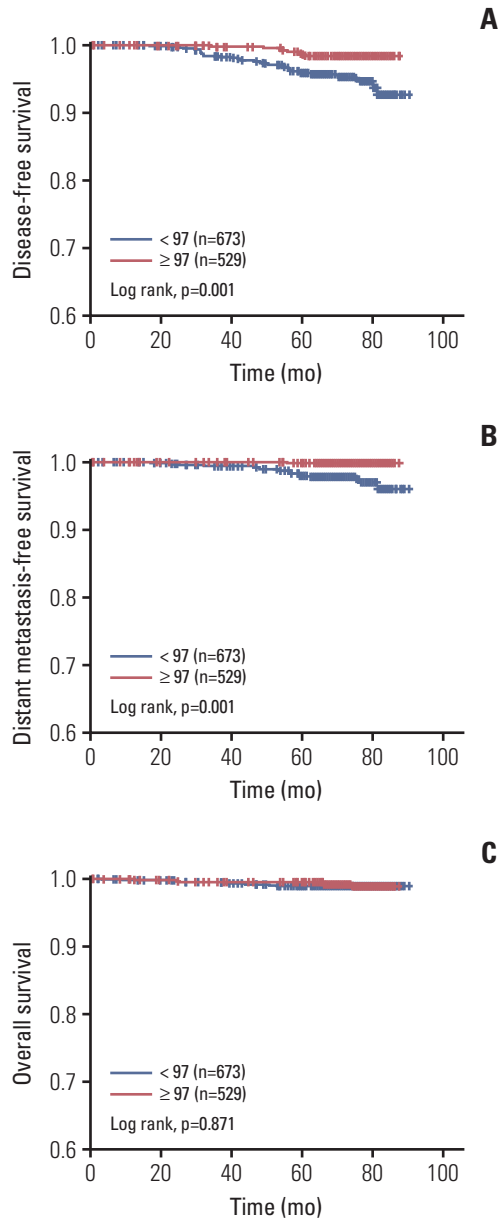 A
1.0
0.9
0.8
0.7
0.6
Disease-free survival
< 97 (n=673)
≥ 97 (n=529)
Log rank, p=0.001
0 20 40 60 80 100
Time (mo)
B
1.0
0.9
0.8
0.7
0.6
Distant metastasis-free survival
< 97 (n=673)
≥ 97 (n=529)
Log rank, p=0.001
0 20 40 60 80 100
Time (mo)
C
1.0
0.9
0.8
0.7
0.6
Overall survival
< 97 (n=673)
≥ 97 (n=529)
Log rank, p=0.871
0 20 40 60 80 100
Time (mo)